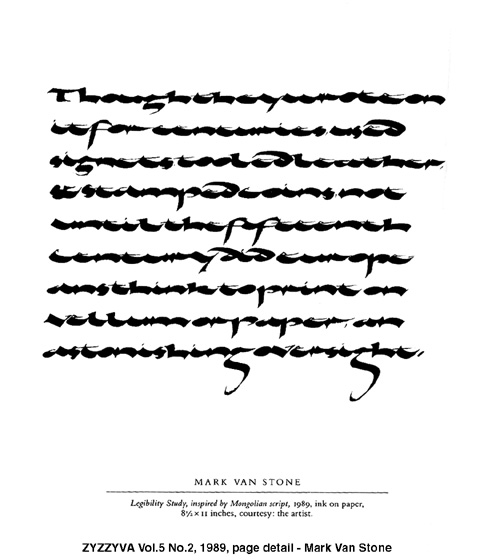 Though they wrote on
it for centuries, used
signets, tooled leather,
& stamped coins, not
until the fifteenth
century did europe
ans think to print on
vellum or paper, an
astonishing oversight.
MARK VAN STONE
Legibility Study, inspired by Mongolian script, 1989, ink on paper,
8½ × 11 inches, courtesy: the artist.
ZYZZYVA Vol.5 No.2, 1989, page detail - Mark Van Stone